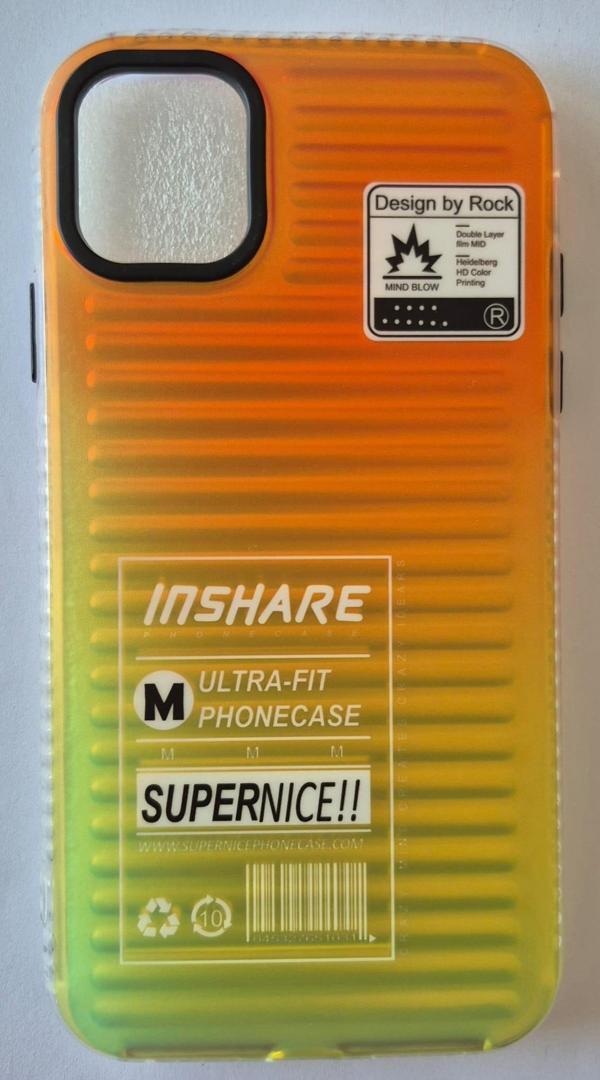 Design by Rock
Double Layer
film MID
Heidelberg
HD Color
Printing
MIND BLOW
®
INSHARE
PHONECASE
M
ULTRA-FIT
PHONECASE
M M M
SUPERNICE!!
WWW.SUPERNICEPHONECASE.COM
10